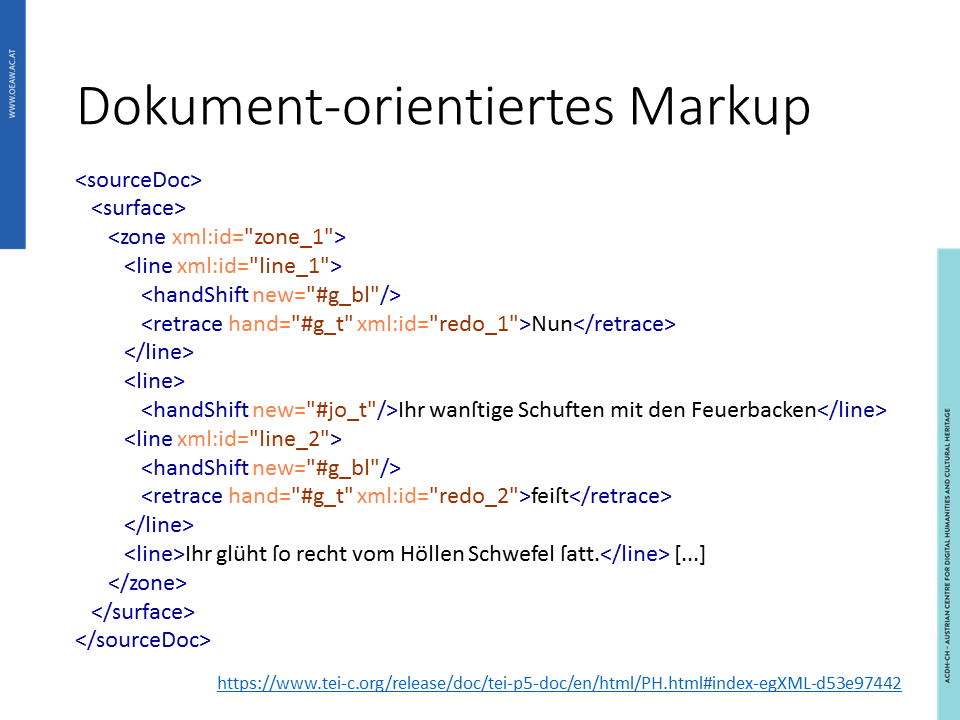 WWW.OEAW.AC.AT
Dokument-orientiertes Markup
<sourceDoc>
<surface>
<zone xml:id="zone_1">
<line xml:id="line_1">
<handShift new="#g_bl"/>
<retrace hand="#g_t" xml:id="redo_1">Nun</retrace>
</line>
<line>
<handShift new="#jo_t"/>Ihr wanſtige Schuften mit den Feuerbacken</line>
<line xml:id="line_2">
<handShift new="#g_bl"/>
<retrace hand="#g_t" xml:id="redo_2">feiſt</retrace>
</line>
<line>Ihr glüht ſo recht vom Höllen Schwefel ſatt.</line> [...]
</zone>
</surface>
</sourceDoc>
https://www.tei-c.org/release/doc/tei-p5-doc/en/html/PH.html#index-egXML-d53e97442
ACDH-CH – AUSTRIAN CENTRE FOR DIGITAL HUMANITIES AND CULTURAL HERITAGE